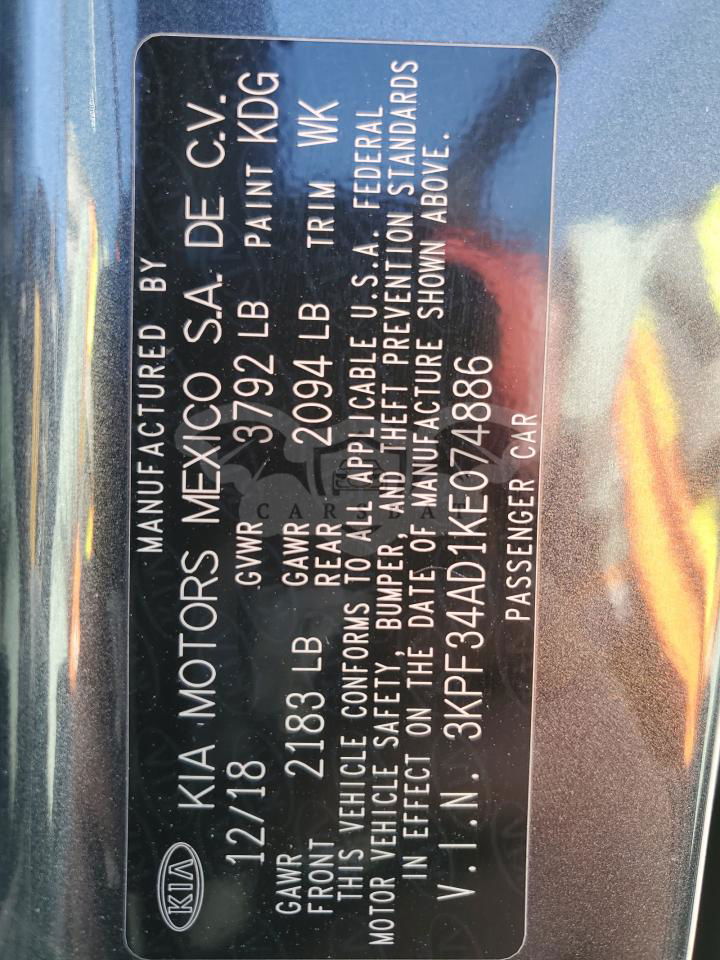 KIA
MANUFACTURED BY
KIA MOTORS MEXICO S.A. DE C.V.
12/18 GVWR 3792 LB PAINT KDG
GAWR FRONT 2183 LB GAWR REAR 2094 LB TRIM WK
THIS VEHICLE CONFORMS TO ALL APPLICABLE U.S.A. FEDERAL
MOTOR VEHICLE SAFETY, BUMPER, AND THEFT PREVENTION STANDARDS
IN EFFECT ON THE DATE OF MANUFACTURE SHOWN ABOVE.
V.I.N. 3KPF34AD1KE074886
PASSENGER CAR